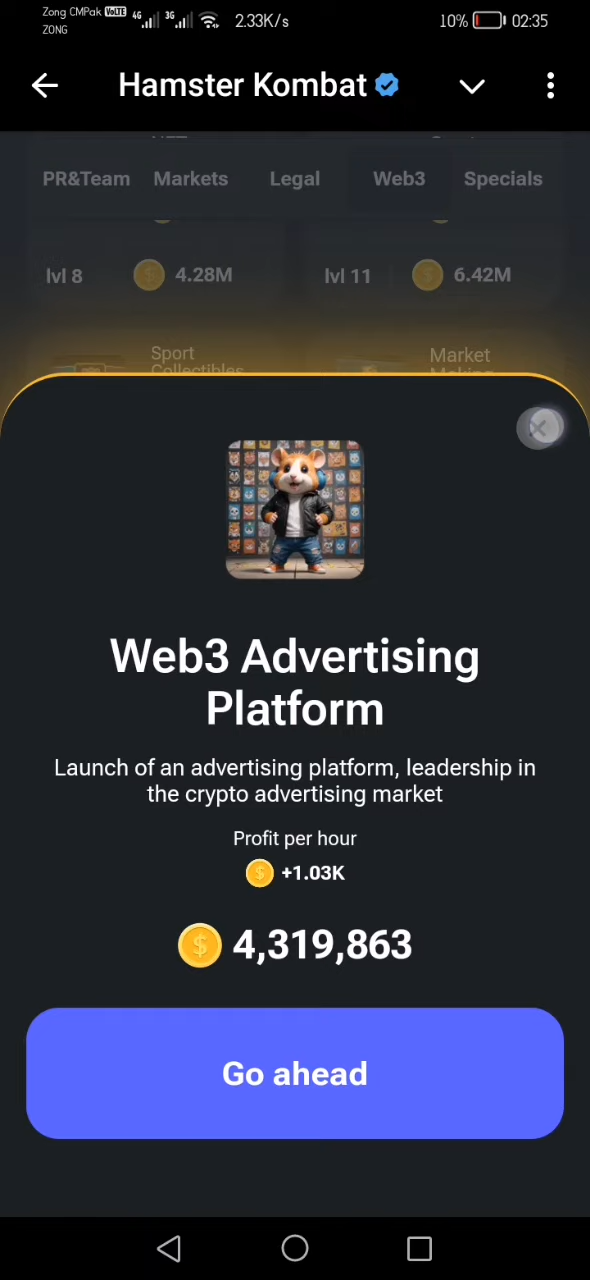 Zong CMPak VoLTE 4G 3G 2.33K/s 10% 02:35
ZONG
Hamster Kombat
PR&Team Markets Legal Web3 Specials
lvl 8 4.28M lvl 11 6.42M
Sport Market
Collectibles Making
Web3 Advertising
Platform
Launch of an advertising platform, leadership in
the crypto advertising market
Profit per hour
+1.03K
4,319,863
Go ahead